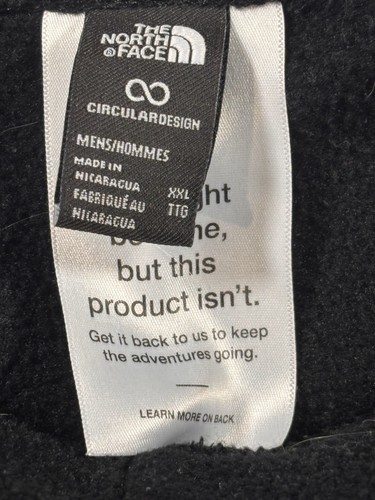 THE
NORTH
FACE
CIRCULARDESIGN
MENS/HOMMES
MADE IN
NICARAGUA XXL
FABRIQUÉ AU TTG
NICARAGUA
but this
product isn't.
Get it back to us to keep
the adventures going.
LEARN MORE ON BACK